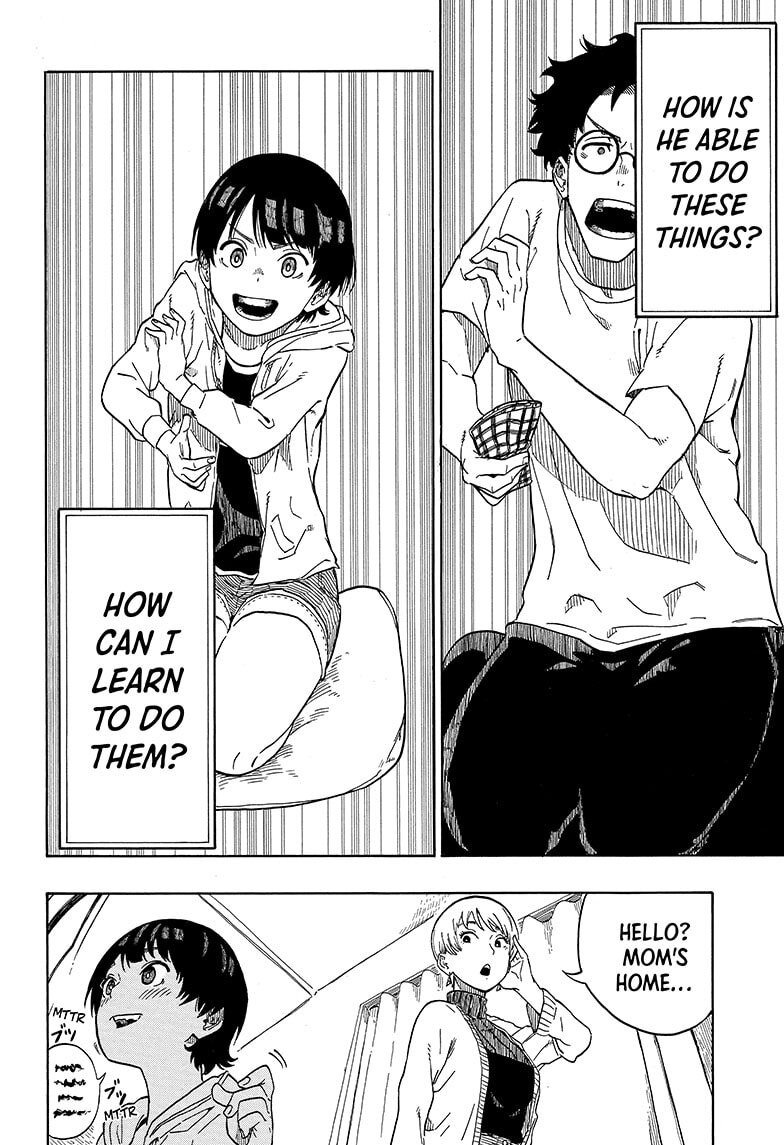 HOW IS
HE ABLE
TO DO
THESE
THINGS?
HOW
CAN I
LEARN
TO DO
THEM?
HELLO?
MOM'S
HOME...
MTTR
ブツ
ブツ
MTTR